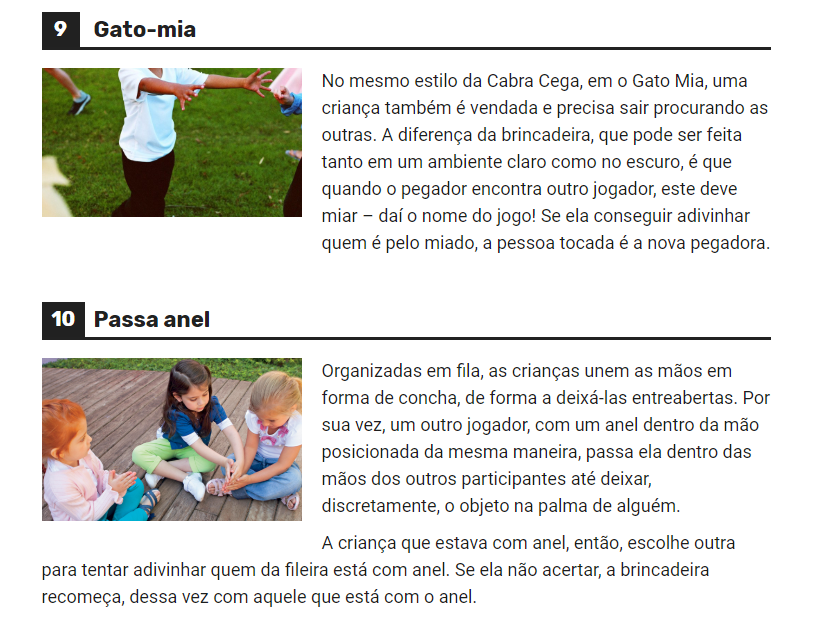 9 Gato-mia
No mesmo estilo da Cabra Cega, em o Gato Mia, uma
criança também é vendada e precisa sair procurando as
outras. A diferença da brincadeira, que pode ser feita
tanto em um ambiente claro como no escuro, é que
quando o pegador encontra outro jogador, este deve
miar – daí o nome do jogo! Se ela conseguir adivinhar
quem é pelo miado, a pessoa tocada é a nova pegadora.
10 Passa anel
Organizadas em fila, as crianças unem as mãos em
forma de concha, de forma a deixá-las entreabertas. Por
sua vez, um outro jogador, com um anel dentro da mão
posicionada da mesma maneira, passa ela dentro das
mãos dos outros participantes até deixar,
discretamente, o objeto na palma de alguém.
A criança que estava com anel, então, escolhe outra
para tentar adivinhar quem da fileira está com anel. Se ela não acertar, a brincadeira
recomeça, dessa vez com aquele que está com o anel.